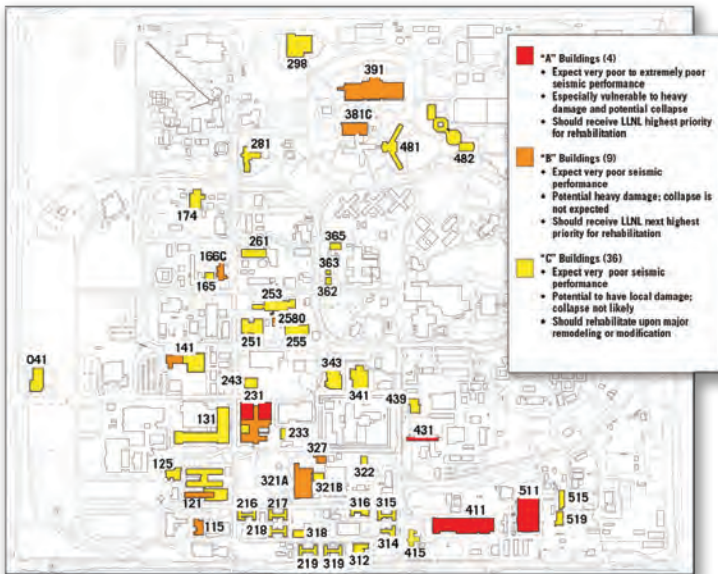 298
391
381C
281
481
482
174
261
365
166C
363
165
362
253
2580
251
255
141
041
343
243
341
231
439
131
233
431
327
125
322
321A
321B
121
511
216
217
316
315
411
515
115
218
318
314
519
415
219
319
312
"A" Buildings (4)
• Expect very poor to extremely poor
seismic performance
• Especially vulnerable to heavy
damage and potential collapse
• Should receive LLNL highest priority
for rehabilitation
"B" Buildings (9)
• Expect very poor seismic
performance
• Potential heavy damage; collapse is
not expected
• Should receive LLNL next highest
priority for rehabilitation
"C" Buildings (36)
• Expect very poor seismic
performance
• Potential to have local damage;
collapse not likely
• Should rehabilitate upon major
remodeling or modification